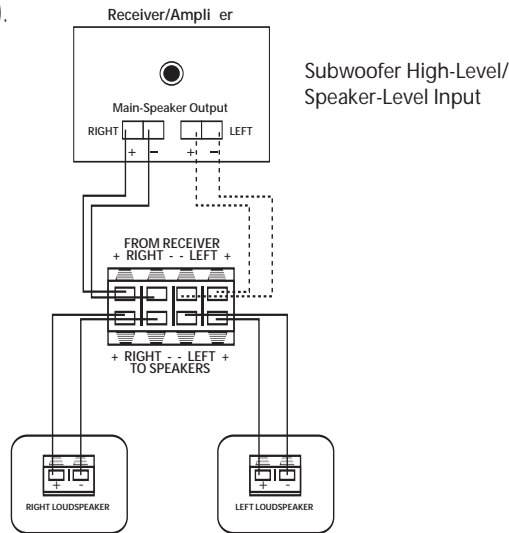 ).
Receiver/Ampli er
Subwoofer High-Level/
Speaker-Level Input
Main-Speaker Output
RIGHT LEFT
+ – + –
FROM RECEIVER
+ RIGHT - - LEFT +
+ RIGHT - - LEFT +
TO SPEAKERS
+ - + -
RIGHT LOUDSPEAKER LEFT LOUDSPEAKER